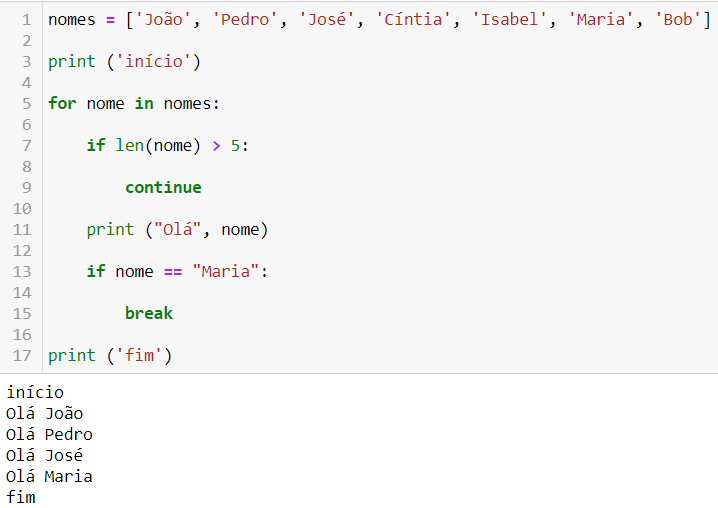 1 nomes = ['João', 'Pedro', 'José', 'Cíntia', 'Isabel', 'Maria', 'Bob']
2
3 print ('início')
4
5 for nome in nomes:
6
7     if len(nome) > 5:
8
9         continue
10
11     print ("Olá", nome)
12
13     if nome == "Maria":
14
15         break
16
17 print ('fim')
início
Olá João
Olá Pedro
Olá José
Olá Maria
fim